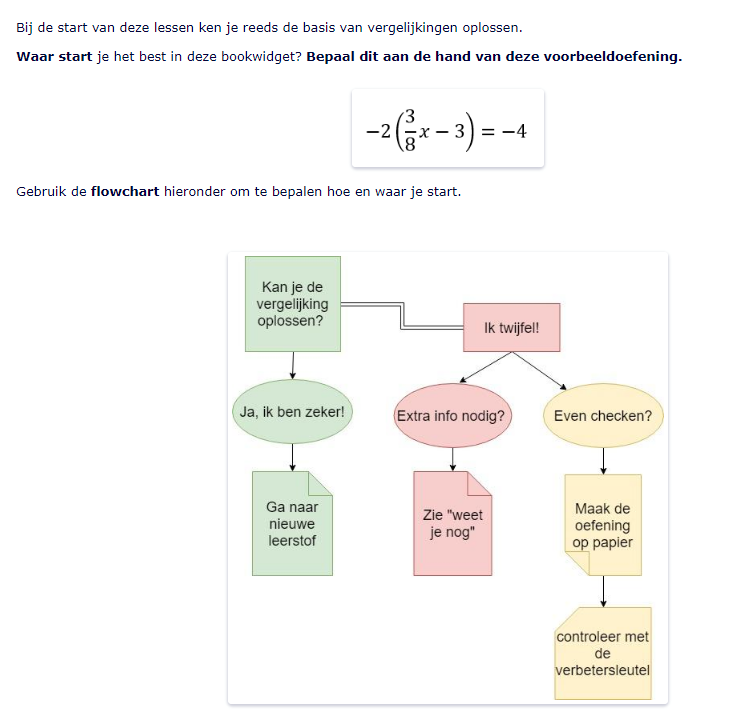 Bij de start van deze lessen ken je reeds de basis van vergelijkingen oplossen.
Waar start je het best in deze bookwidget? Bepaal dit aan de hand van deze voorbeeldoefening.
−2(3/8 x − 3) = −4
Gebruik de flowchart hieronder om te bepalen hoe en waar je start.
Kan je de
vergelijking
oplossen?
Ik twijfel!
Ja, ik ben zeker!
Extra info nodig?
Even checken?
Ga naar
nieuwe
leerstof
Zie "weet
je nog"
Maak de
oefening
op papier
controleer met
de
verbetersleutel